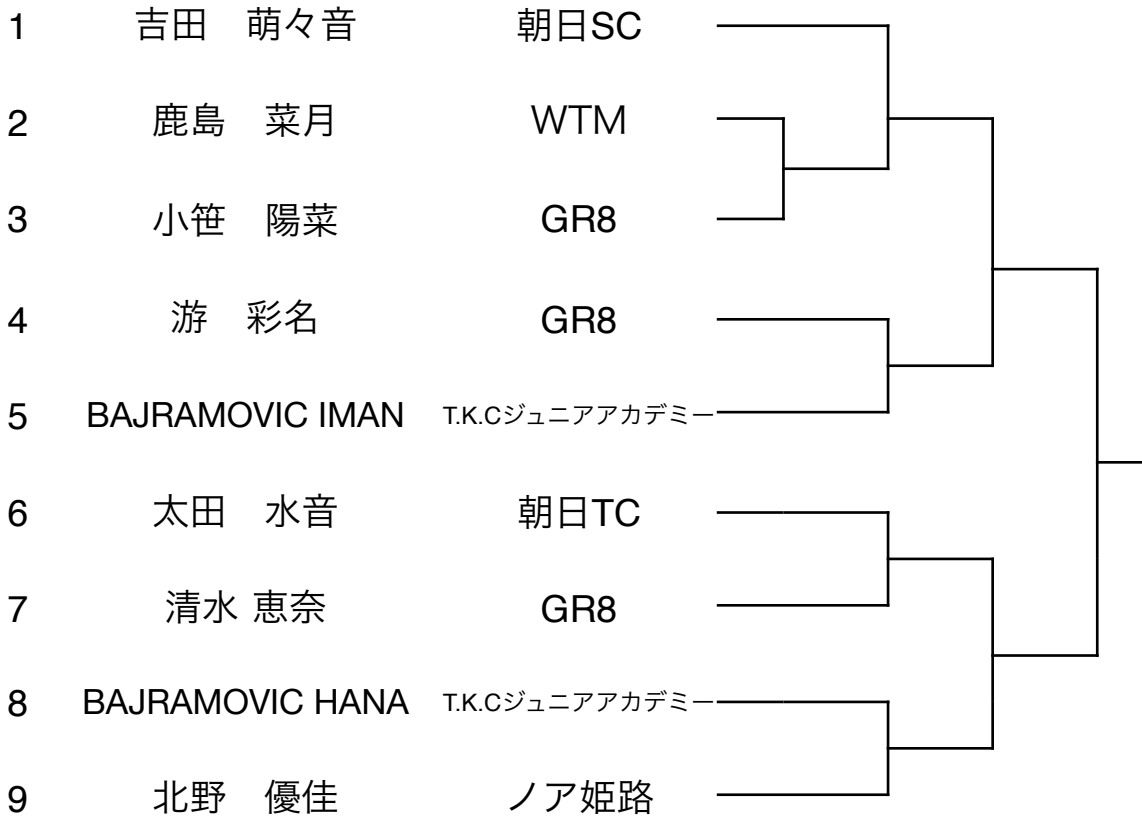 1 吉田　萌々音 朝日SC
2 鹿島　菜月 WTM
3 小笹　陽菜 GR8
4 游　彩名 GR8
5 BAJRAMOVIC IMAN T.K.Cジュニアアカデミー
6 太田　水音 朝日TC
7 清水 恵奈 GR8
8 BAJRAMOVIC HANA T.K.Cジュニアアカデミー
9 北野　優佳 ノア姫路